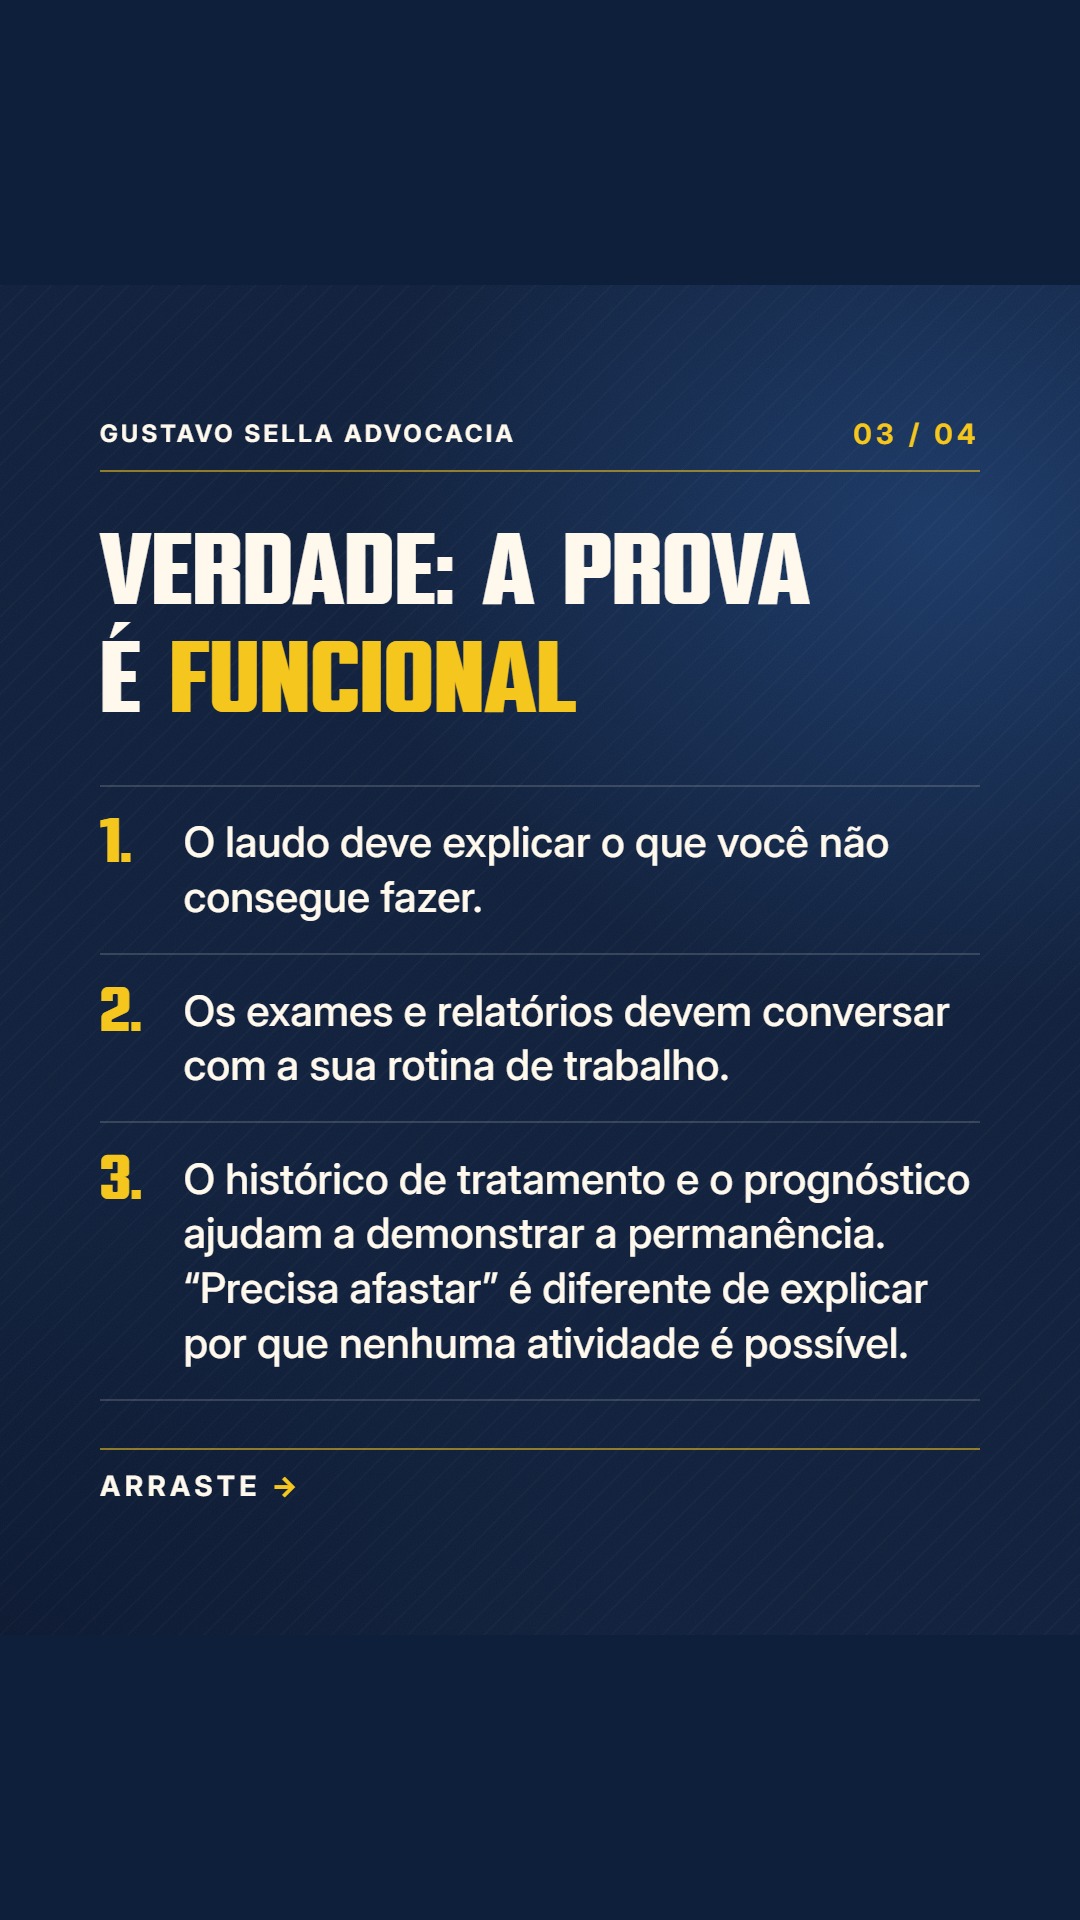 GUSTAVO SELLA ADVOCACIA
03 / 04
VERDADE: A PROVA
É FUNCIONAL
1. O laudo deve explicar o que você não
consegue fazer.
2. Os exames e relatórios devem conversar
com a sua rotina de trabalho.
3. O histórico de tratamento e o prognóstico
ajudam a demonstrar a permanência.
“Precisa afastar” é diferente de explicar
por que nenhuma atividade é possível.
ARRASTE →